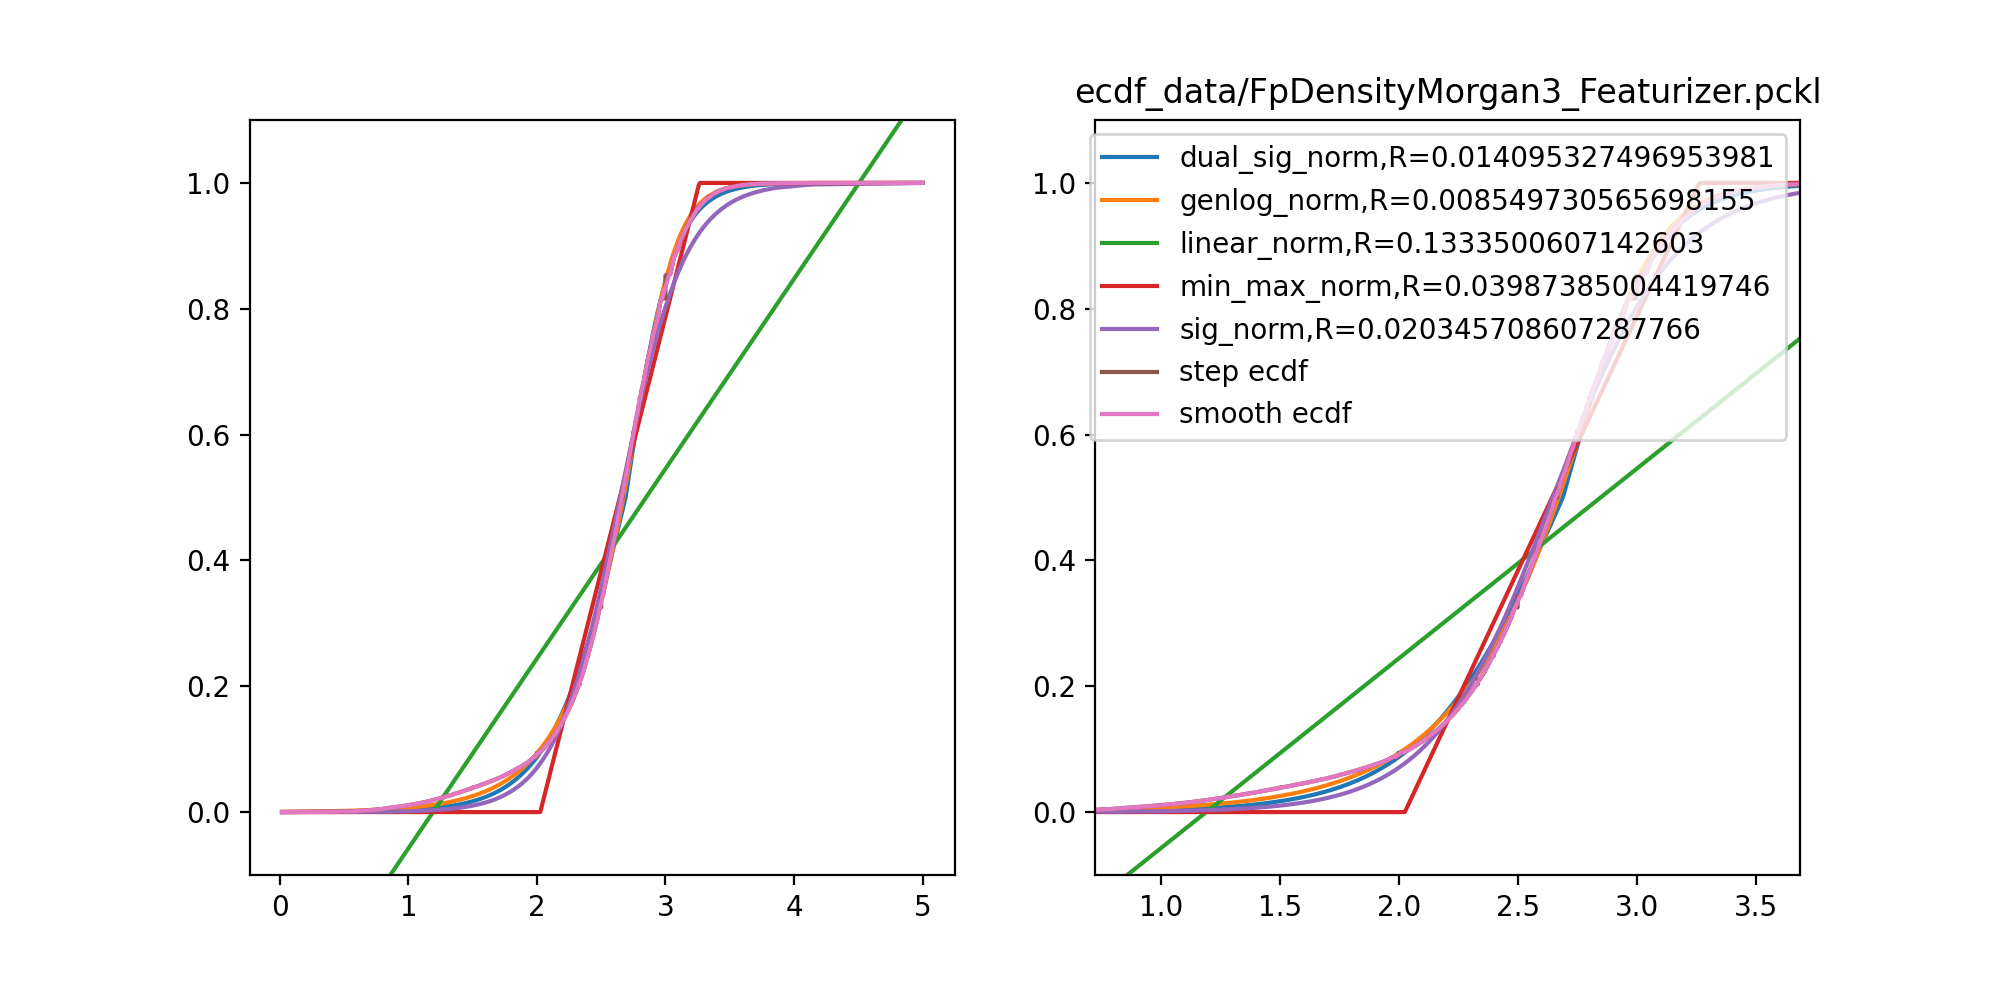 ecdf_data/FpDensityMorgan3_Featurizer.pckl
1.0
0.8
0.6
0.4
0.2
0.0
0 1 2 3 4 5
dual_sig_norm,R=0.014095327496953981
genlog_norm,R=0.008549730565698155
linear_norm,R=0.1333500607142603
min_max_norm,R=0.03987385004419746
sig_norm,R=0.020345708607287766
step ecdf
smooth ecdf
1.0
0.8
0.6
0.4
0.2
0.0
1.0 1.5 2.0 2.5 3.0 3.5